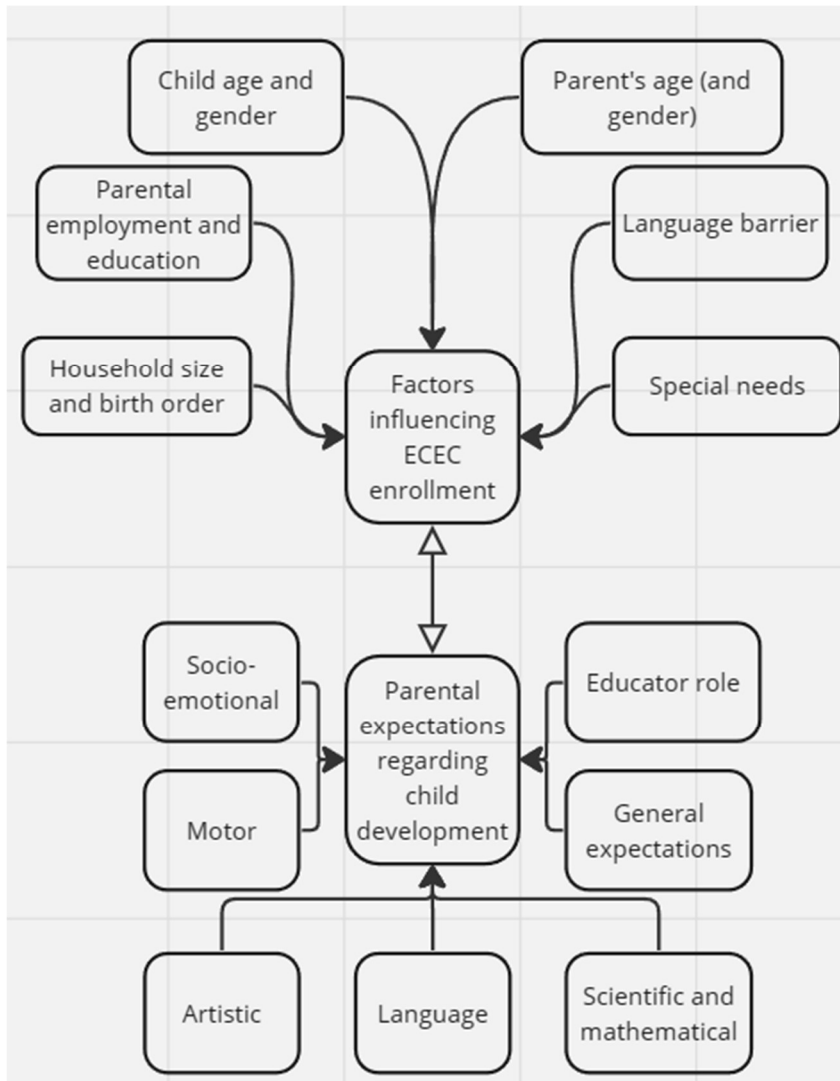 Child age and
gender
Parent's age (and
gender)
Parental
employment and
education
Language barrier
Household size
and birth order
Special needs
Factors
influencing
ECEC
enrollment
Socio-
emotional
Educator role
Parental
expectations
regarding
child
development
Motor
General
expectations
Artistic
Language
Scientific and
mathematical